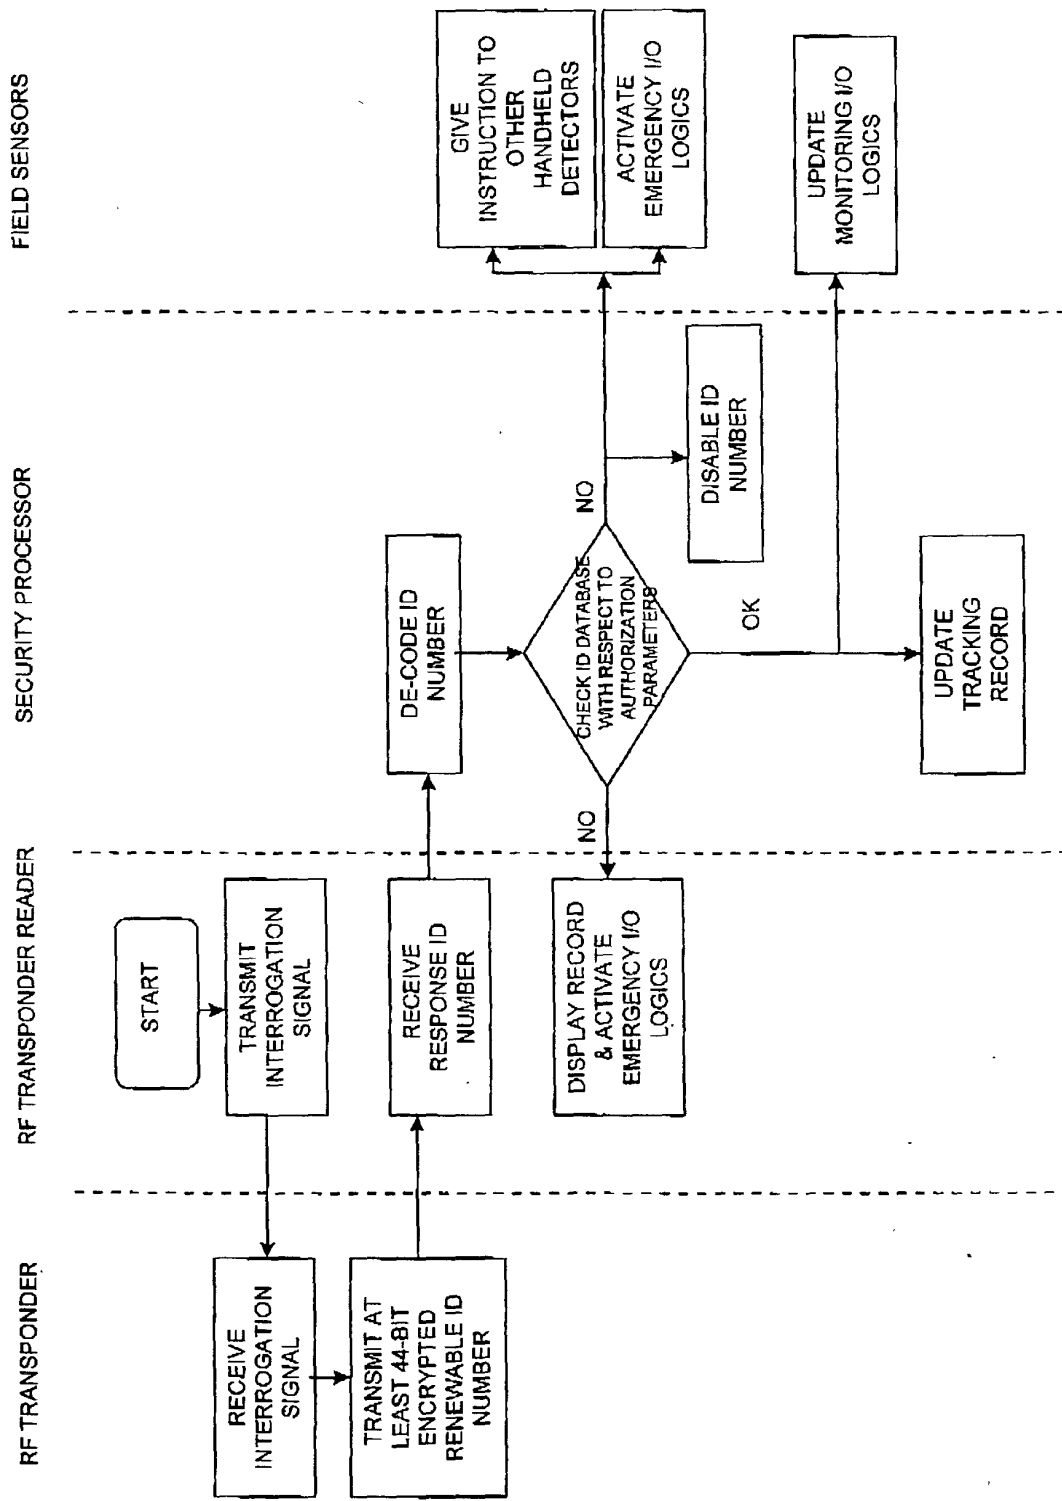 RF TRANSPONDER
RF TRANSPONDER READER
SECURITY PROCESSOR
FIELD SENSORS
START
TRANSMIT
INTERROGATION
SIGNAL
RECEIVE
INTERROGATION
SIGNAL
TRANSMIT AT
LEAST 44-BIT
ENCRYPTED
RENEWABLE ID
NUMBER
RECEIVE
RESPONSE ID
NUMBER
DE-CODE ID
NUMBER
CHECK ID DATABASE
WITH RESPECT TO
AUTHORIZATION
PARAMETERS
NO
DISPLAY RECORD
& ACTIVATE
EMERGENCY I/O
LOGICS
NO
DISABLE ID
NUMBER
GIVE
INSTRUCTION TO
OTHER
HANDHELD
DETECTORS
ACTIVATE
EMERGENCY I/O
LOGICS
OK
UPDATE
TRACKING
RECORD
UPDATE
MONITORING I/O
LOGICS